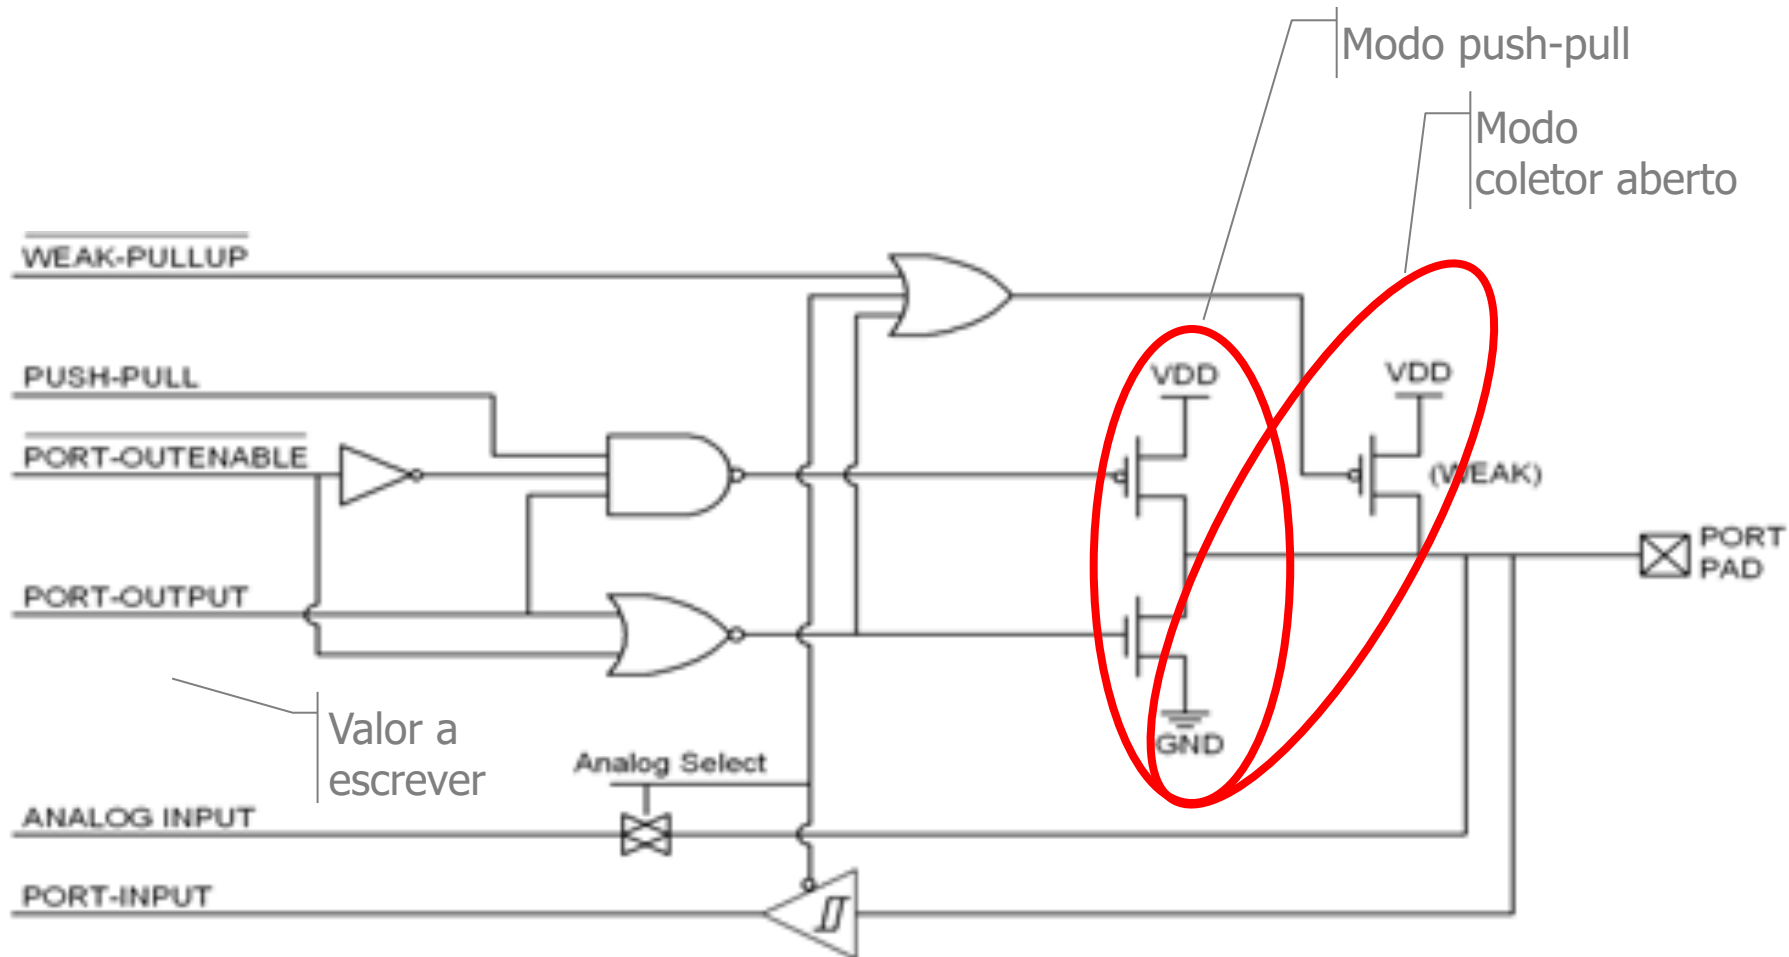 Modo push-pull
Modo
coletor aberto
WEAK-PULLUP
PUSH-PULL
VDD
VDD
PORT-OUTENABLE
(WEAK)
PORT
PAD
PORT-OUTPUT
Valor a
escrever
GND
Analog Select
ANALOG INPUT
PORT-INPUT